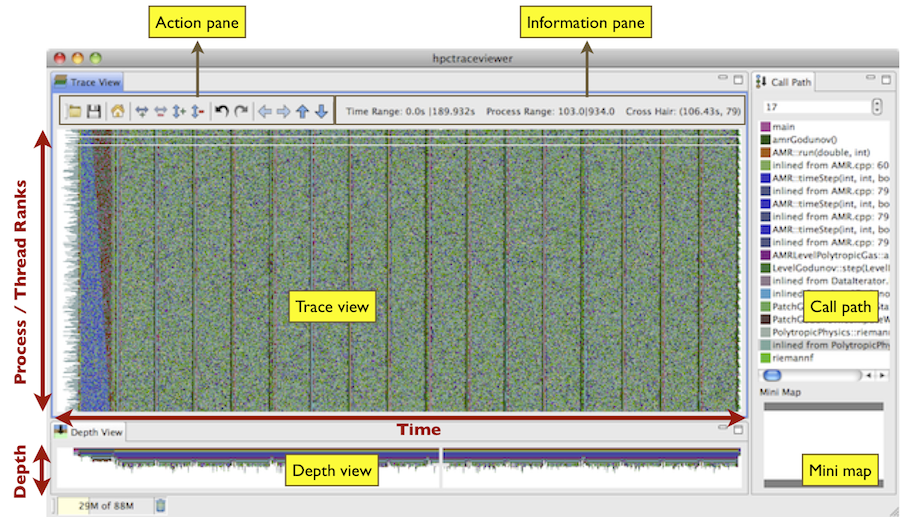 Action pane
Information pane
hpctraceviewer
Trace View
Call Path
Time Range: 0.0s |189.932s Process Range: 103.0|934.0 Cross Hair: (106.43s, 79)
17
main
amrGodunov()
AMR::run(double, int)
inlined from AMR.cpp: 60
AMR::timeStep(int, int, bo
inlined from AMR.cpp: 79
AMR::timeStep(int, int, bo
inlined from AMR.cpp: 79
AMR::timeStep(int, int, bo
inlined from AMR.cpp: 79
AMRLevelPolytropicGas::a
LevelGodunov::step(Level
inlined from DataIterator.
inlined
PolytropicPhysics::rieman
inlined from PolytropicPhy
riemannf
Process / Thread Ranks
Trace view
Call path
Mini Map
Time
Depth View
Depth
Depth view
Mini map
29M of 88M